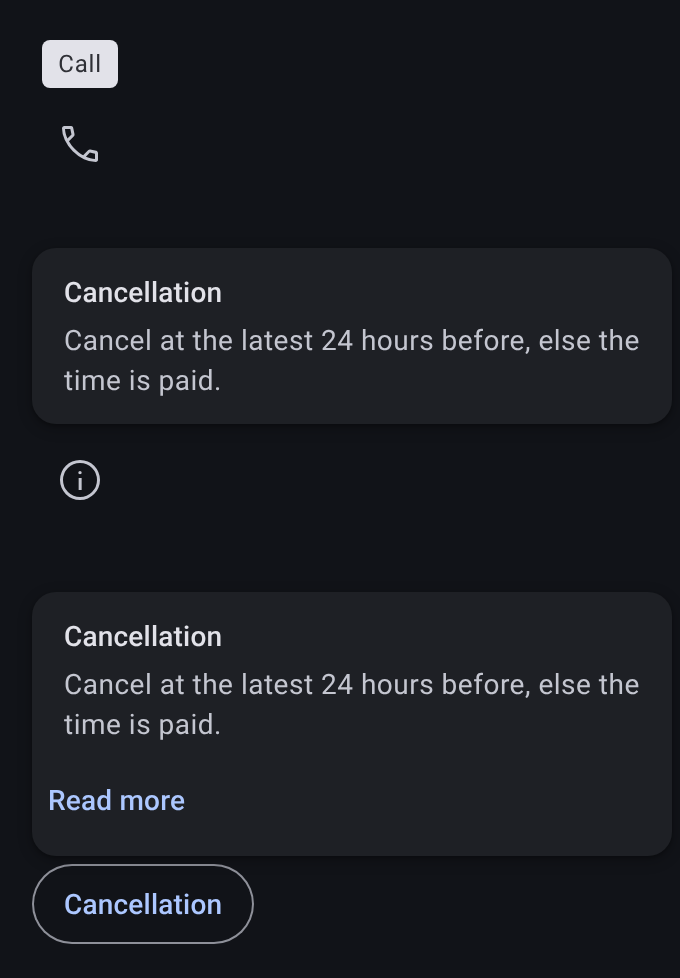 Call
Cancellation
Cancel at the latest 24 hours before, else the
time is paid.
Cancellation
Cancel at the latest 24 hours before, else the
time is paid.
Read more
Cancellation